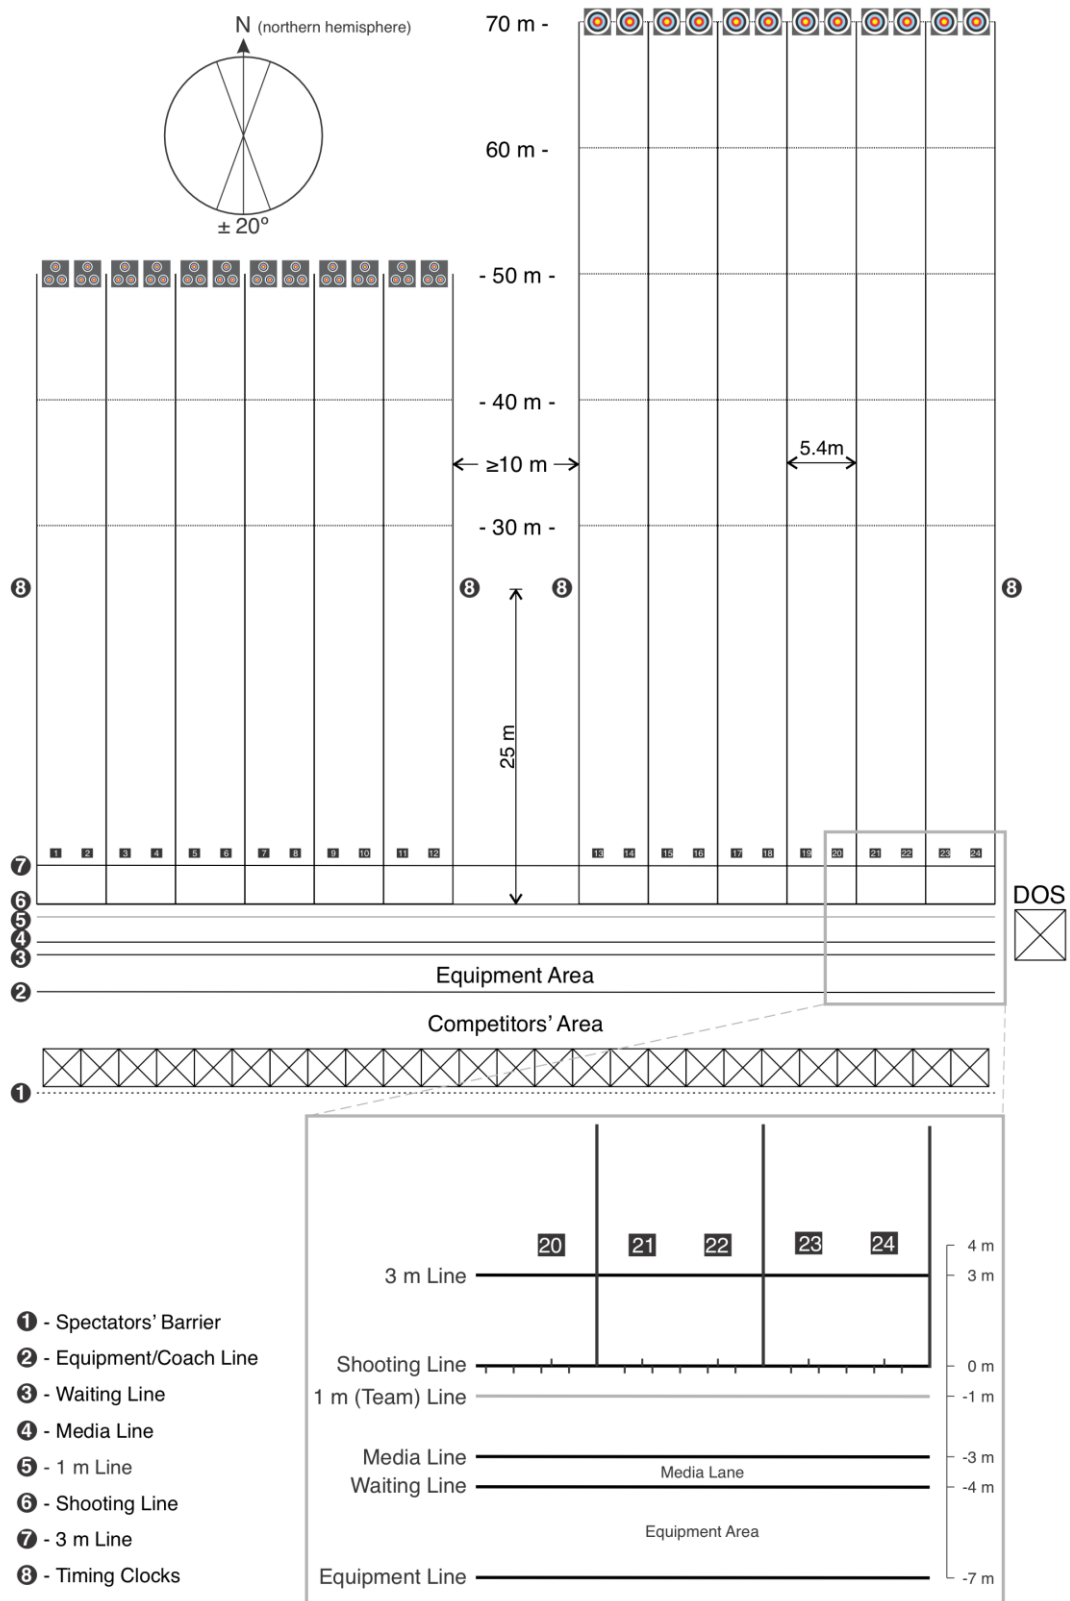 N (northern hemisphere)
± 20º
70 m -
60 m -
- 50 m -
- 40 m -
≥10 m
5.4m
- 30 m -
8
8
8
8
25 m
1 2 3 4 5 6 7 8 9 10 11 12 13 14 15 16 17 18 19 20 21 22 23 24
7
6
5
4
3
DOS
Equipment Area
2
Competitors' Area
1
20 21 22 23 24
4 m
3 m Line
3 m
Shooting Line
0 m
1 m (Team) Line
-1 m
Media Line
-3 m
Media Lane
Waiting Line
-4 m
Equipment Area
Equipment Line
-7 m
1 - Spectators' Barrier
2 - Equipment/Coach Line
3 - Waiting Line
4 - Media Line
5 - 1 m Line
6 - Shooting Line
7 - 3 m Line
8 - Timing Clocks